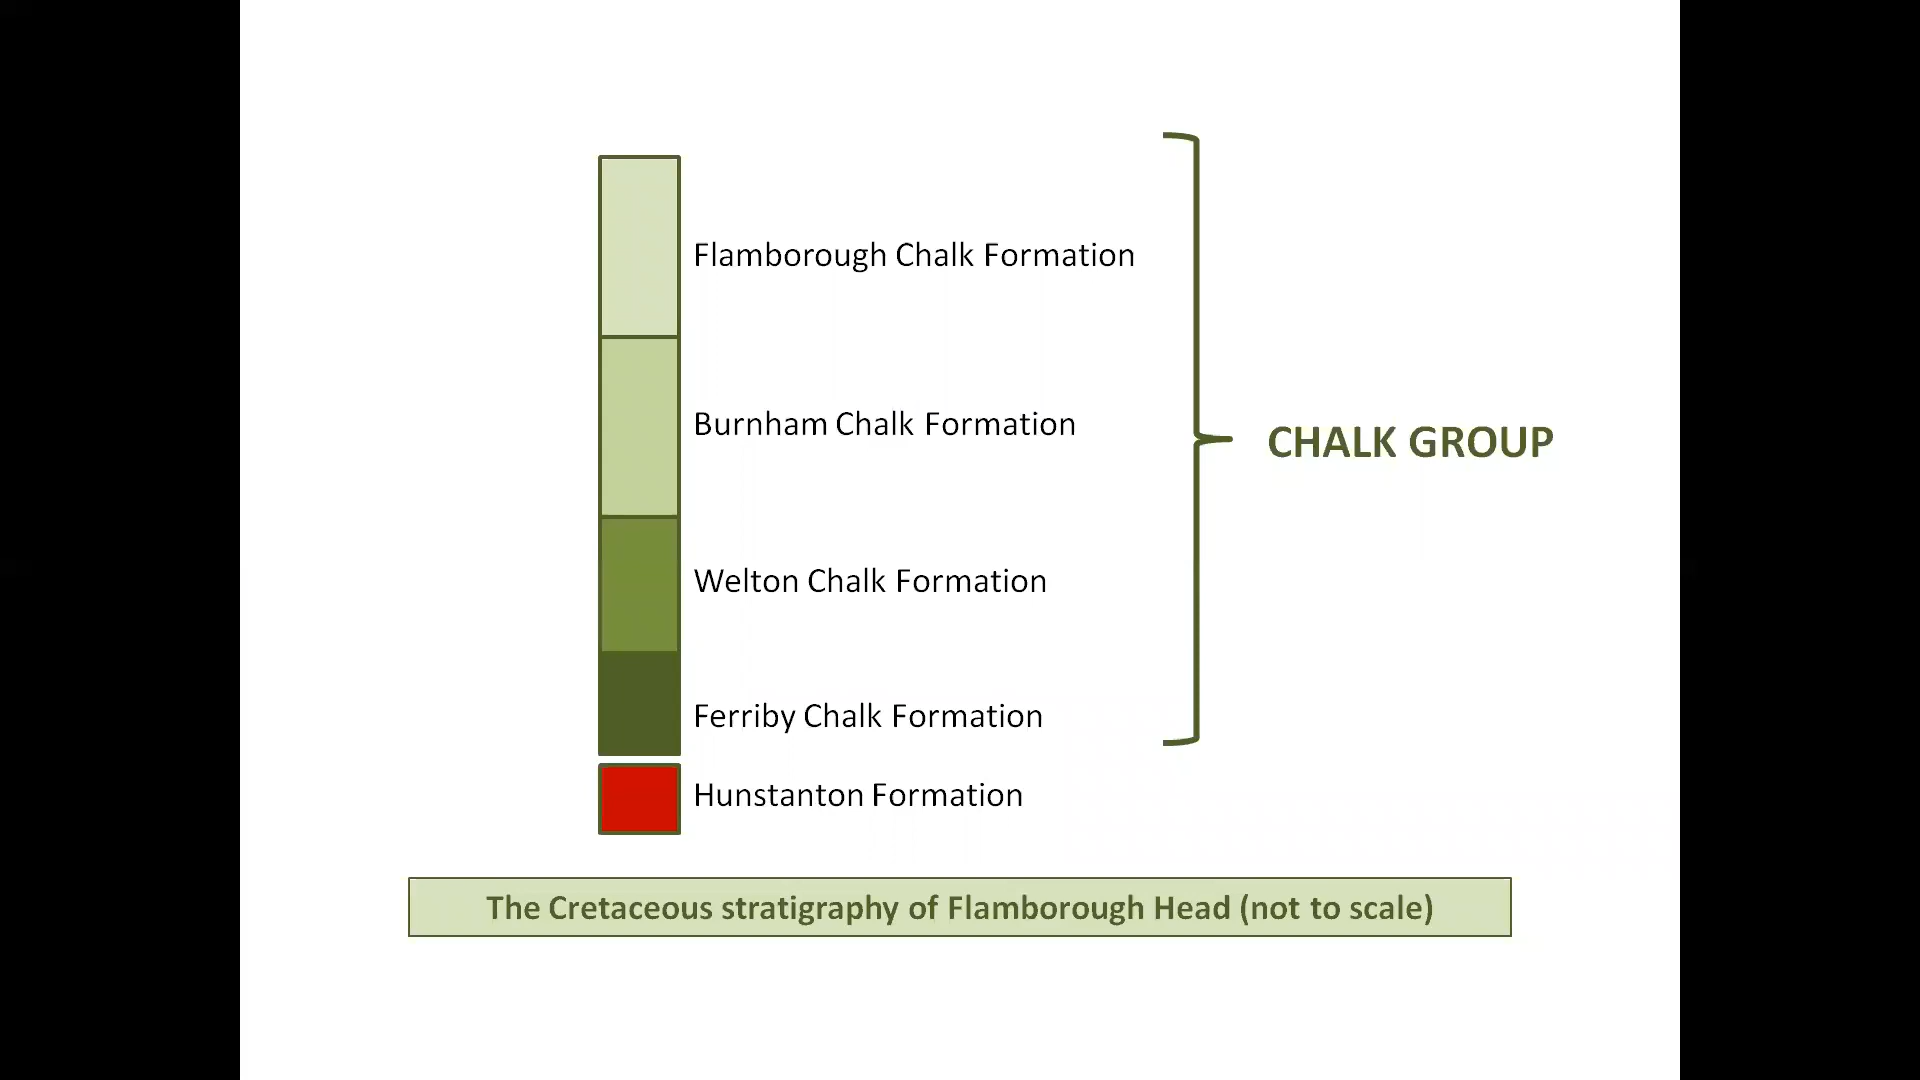 Flamborough Chalk Formation
Burnham Chalk Formation
CHALK GROUP
Welton Chalk Formation
Ferriby Chalk Formation
Hunstanton Formation
The Cretaceous stratigraphy of Flamborough Head (not to scale)